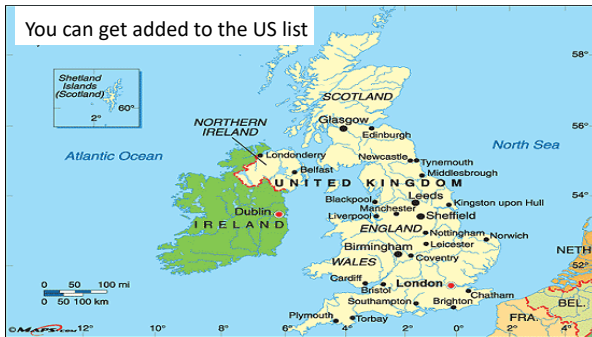 You can get added to the US list
58°
Shetland
Islands
(Scotland)
60°
2°
SCOTLAND
Glasgow
Edinburgh
56°
NORTHERN
IRELAND
North Sea
Atlantic Ocean
Londonderry
Belfast
Newcastle
Tynemouth
Middlesbrough
UNITED KINGDOM
Leeds
Blackpool
Manchester
Kingston upon Hull
54°
Dublin
Liverpool
Sheffield
IRELAND
ENGLAND
Nottingham
Norwich
Leicester
Birmingham
NETH
WALES
Coventry
52°
Cardiff
London
Bristol
Chatham
0 50 100 mi
0 50 100 km
Southampton
Brighton
BEL.
Plymouth
Torbay
FRA.
©MAPS.com
12°
10°
8°
6°
4°
2°
0°
2°